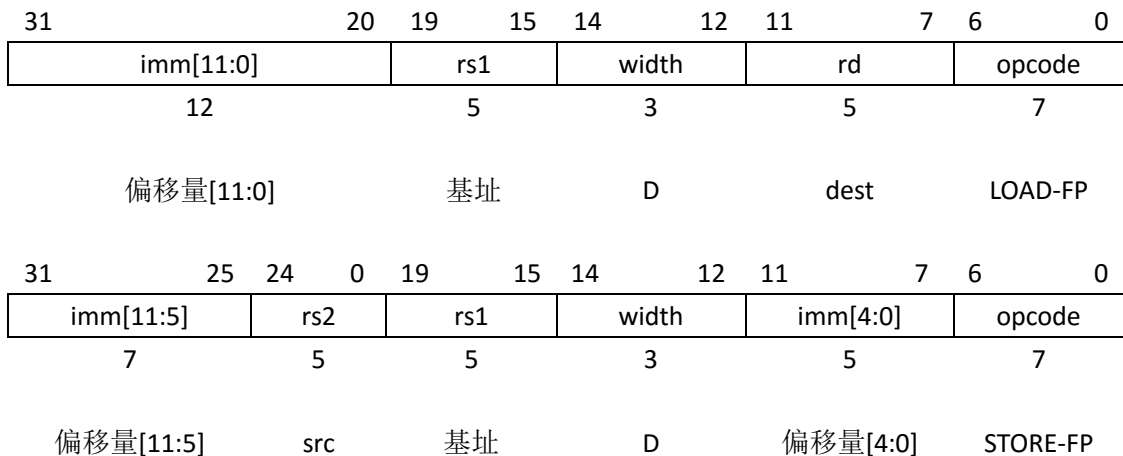 31 20 19 15 14 12 11 7 6 0
imm[11:0] rs1 width rd opcode
12 5 3 5 7
偏移量[11:0] 基址 D dest LOAD-FP
31 25 24 0 19 15 14 12 11 7 6 0
imm[11:5] rs2 rs1 width imm[4:0] opcode
7 5 5 3 5 7
偏移量[11:5] src 基址 D 偏移量[4:0] STORE-FP